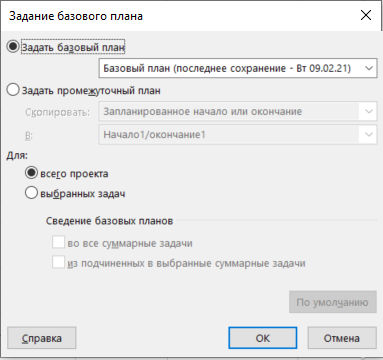 Задание базового плана
Задать базовый план
Базовый план (последнее сохранение - Вт 09.02.21)
Задать промежуточный план
Скопировать:
Запланированное начало или окончание
В:
Начало1/окончание1
Для:
всего проекта
выбранных задач
Сведение базовых планов
во все суммарные задачи
из подчиненных в выбранные суммарные задачи
По умолчанию
Справка
ОК
Отмена